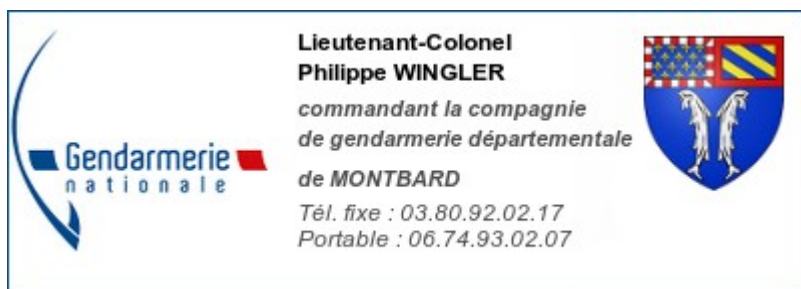 Gendarmerie
nationale
Lieutenant-Colonel
Philippe WINGLER
commandant la compagnie
de gendarmerie départementale
de MONTBARD
Tél. fixe : 03.80.92.02.17
Portable : 06.74.93.02.07